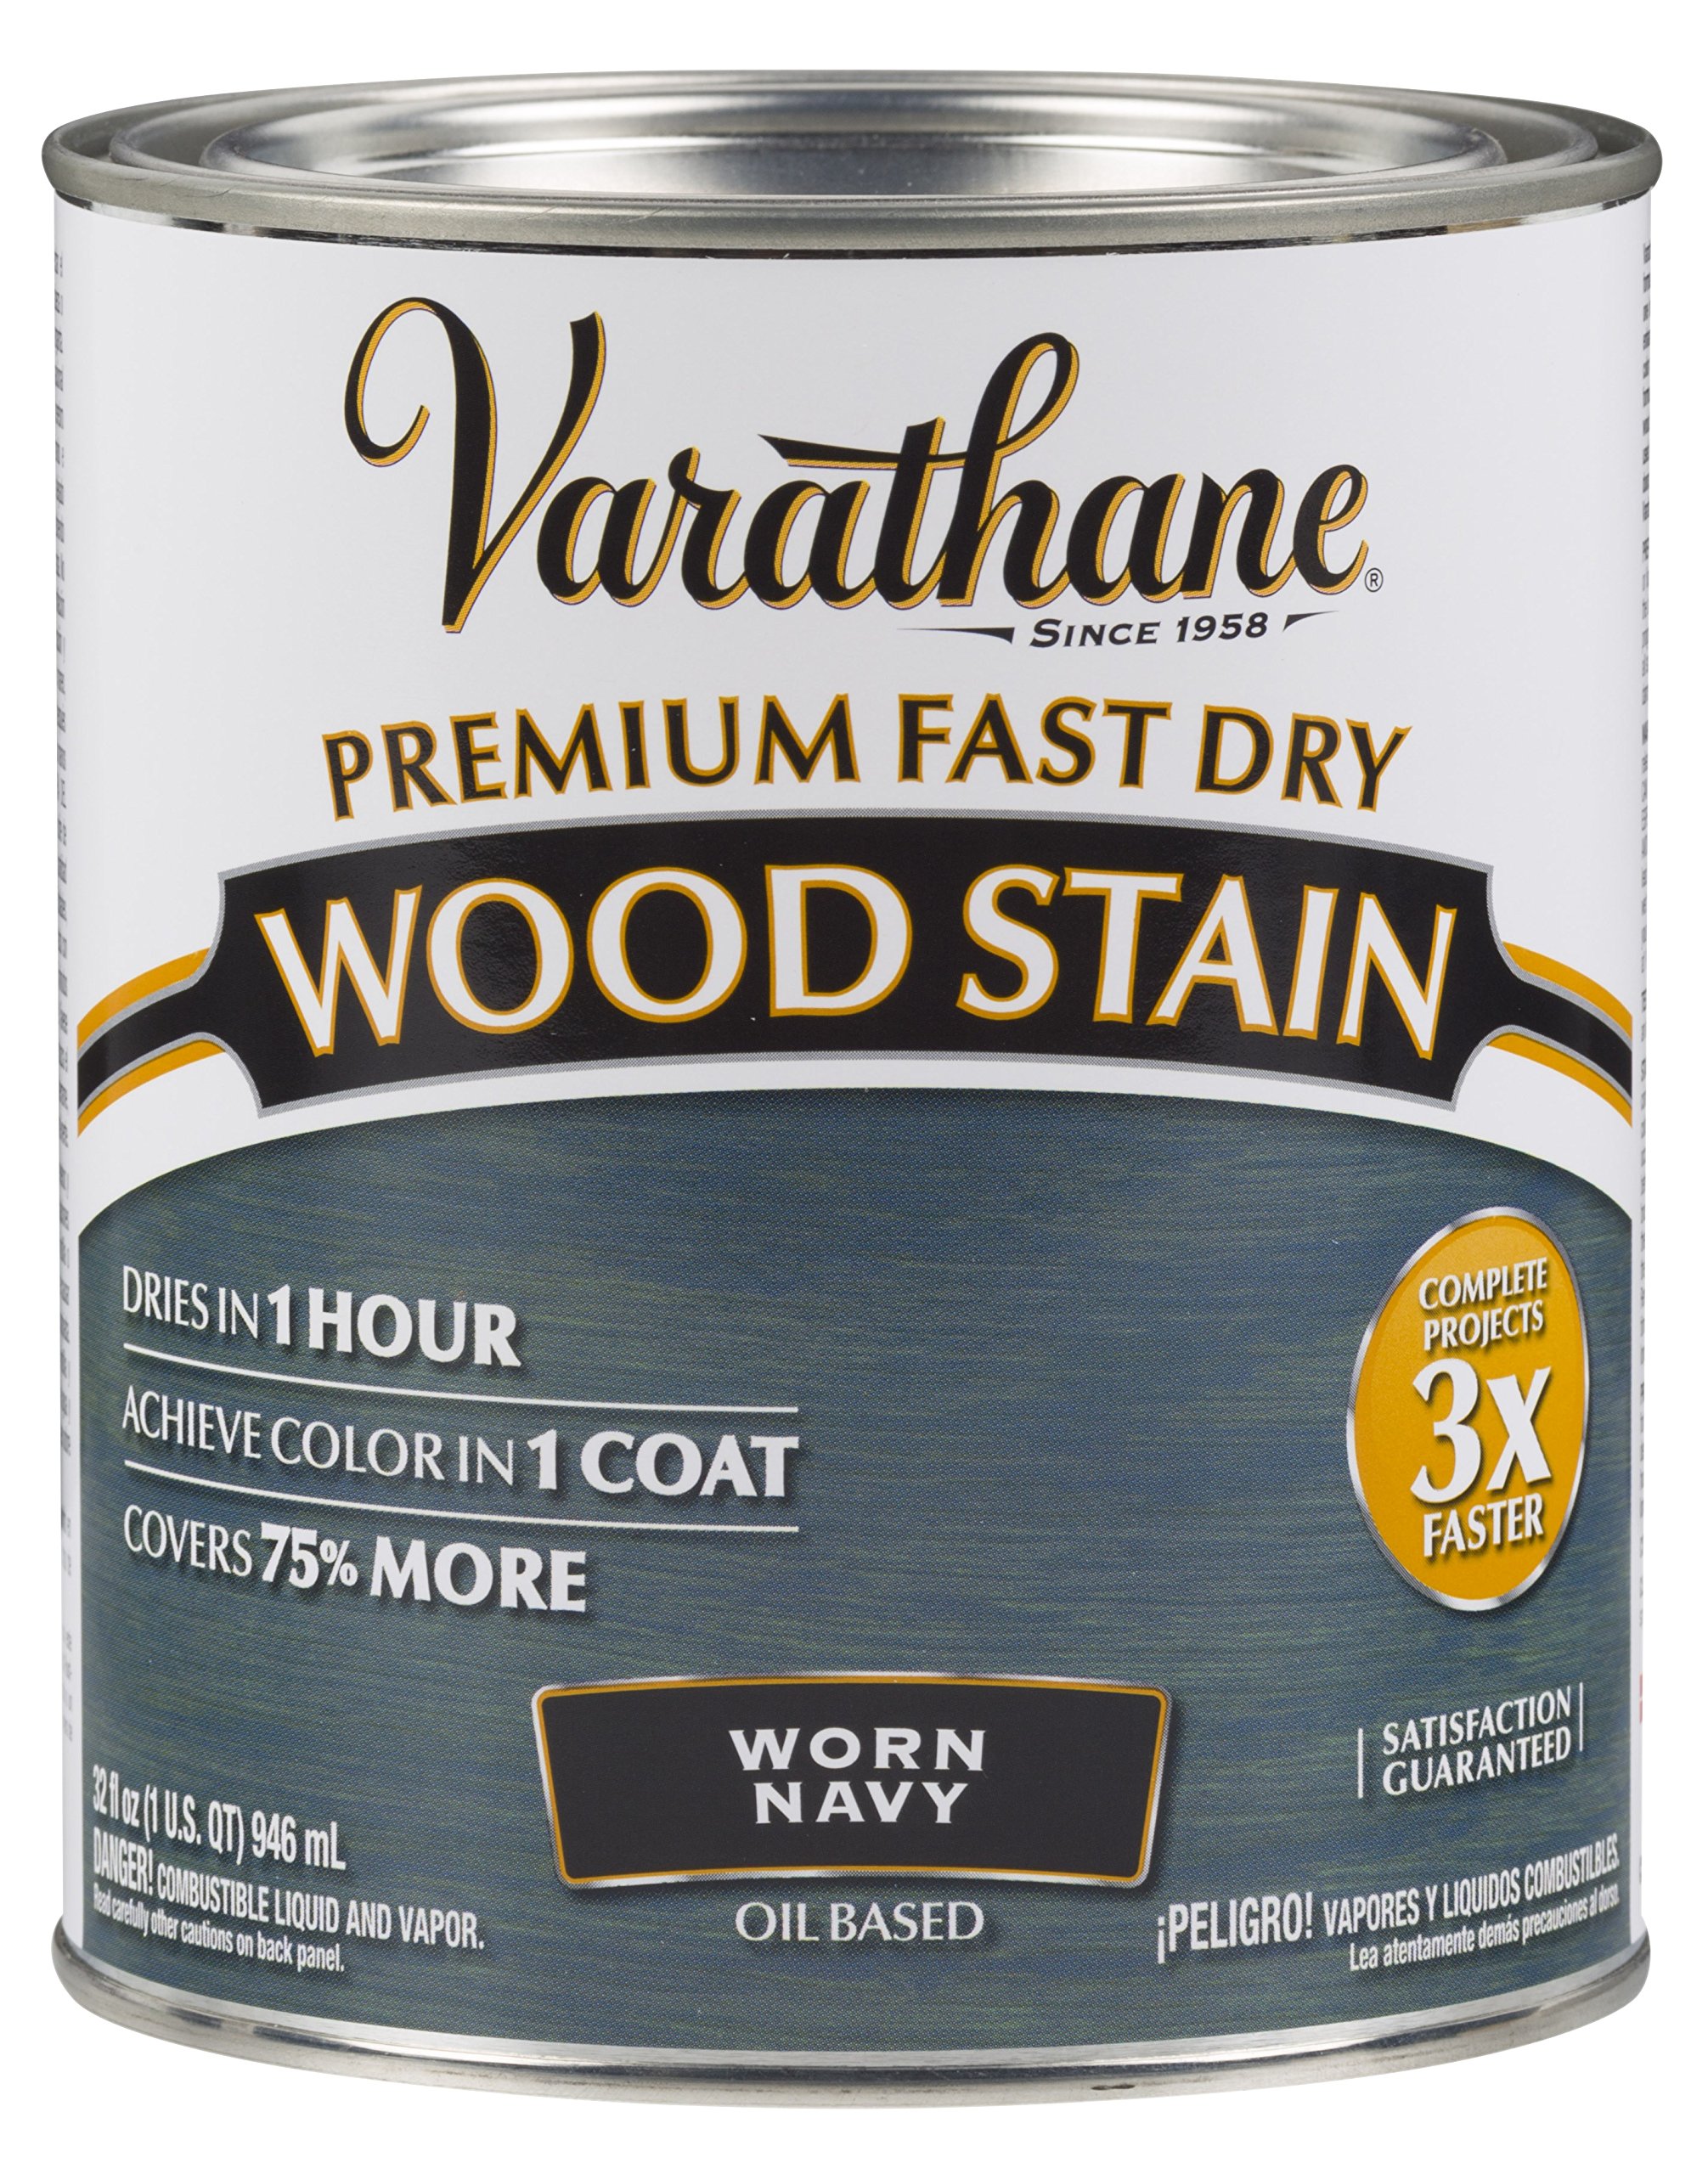 Varathane®
SINCE 1958
PREMIUM FAST DRY
WOOD STAIN
DRIES IN 1 HOUR
ACHIEVE COLOR IN 1 COAT
COVERS 75% MORE
COMPLETE
PROJECTS
3X
FASTER
WORN
NAVY
OIL BASED
SATISFACTION
GUARANTEED
32 fl oz (1 U.S. QT) 946 mL
DANGER! COMBUSTIBLE LIQUID AND VAPOR.
Read carefully other cautions on back panel.
¡PELIGRO! VAPORES Y LIQUIDOS COMBUSTILBLES.
Lea atentamente demás precauciones al dorso.